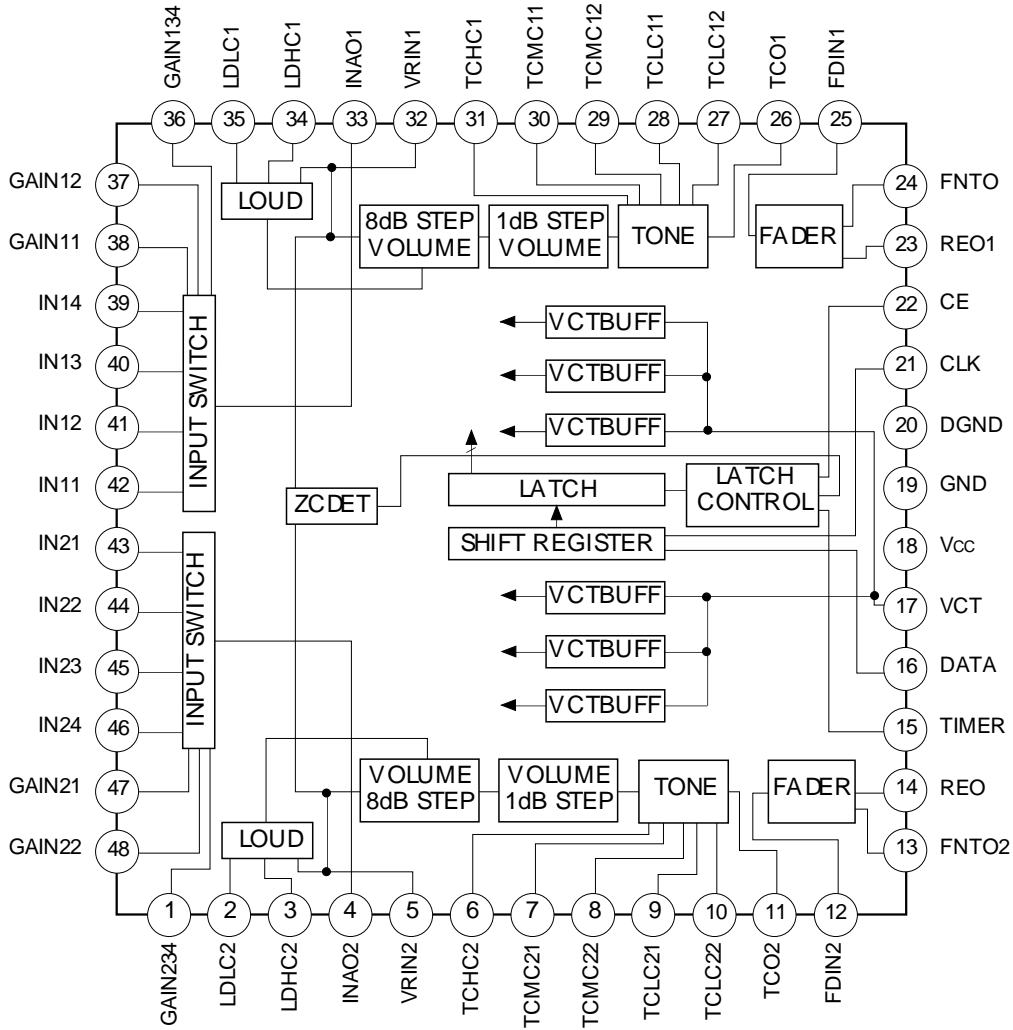 GAIN134
LDLC1
LDHC1
INAO1
VRIN1
TCHC1
TCMC11
TCMC12
TCLC11
TCLC12
TCO1
FDIN1
36
35
34
33
32
31
30
29
28
27
26
25
GAIN12
37
LOUD
8dB STEP
VOLUME
1dB STEP
VOLUME
TONE
FADER
24
FNTO
GAIN11
38
23
REO1
IN14
39
VCTBUFF
22
CE
IN13
40
INPUT SWITCH
VCTBUFF
21
CLK
IN12
41
VCTBUFF
20
DGND
IN11
42
ZCDET
LATCH
LATCH
CONTROL
19
GND
IN21
43
SHIFT REGISTER
18
Vcc
IN22
44
INPUT SWITCH
VCTBUFF
17
VCT
IN23
45
VCTBUFF
16
DATA
IN24
46
VCTBUFF
15
TIMER
GAIN21
47
VOLUME
8dB STEP
VOLUME
1dB STEP
TONE
FADER
14
REO
GAIN22
48
LOUD
13
FNTO2
1
2
3
4
5
6
7
8
9
10
11
12
GAIN234
LDLC2
LDHC2
INAO2
VRIN2
TCHC2
TCMC21
TCMC22
TCLC21
TCLC22
TCO2
FDIN2